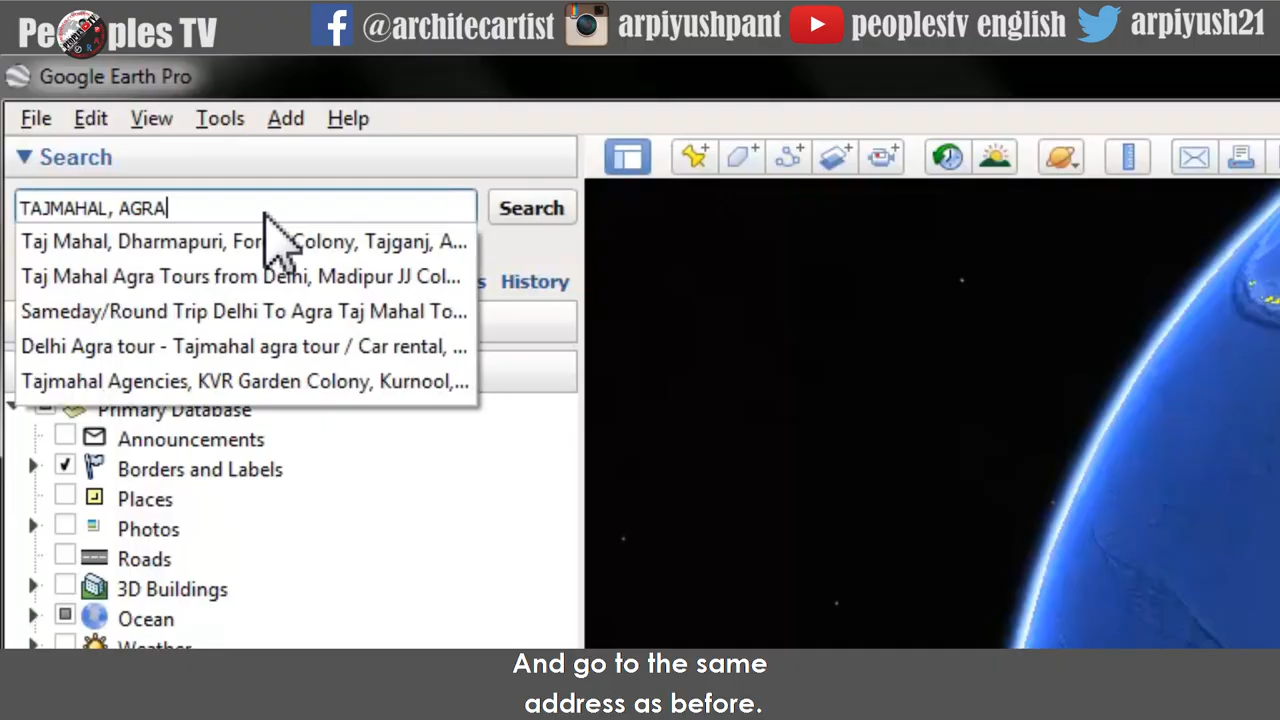 Pe ples TV
@architecartist arpiyushpant peoplestv english arpiyush21
Google Earth Pro
File Edit View Tools Add Help
Search
TAJMAHAL, AGRA Search
Taj Mahal, Dharmapuri, For Colony, Tajganj, A...
Taj Mahal Agra Tours from Delhi, Madipur JJ Col...
s History
Sameday/Round Trip Delhi To Agra Taj Mahal To...
Delhi Agra tour - Tajmahal agra tour / Car rental, ...
Tajmahal Agencies, KVR Garden Colony, Kurnool,...
Primary Database
Announcements
Borders and Labels
Places
Photos
Roads
3D Buildings
Ocean
Weather
And go to the same
address as before.